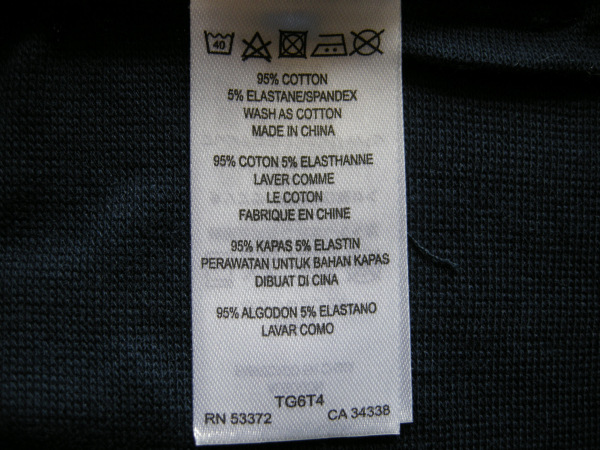 40
95% COTTON
5% ELASTANE/SPANDEX
WASH AS COTTON
MADE IN CHINA
95% COTON 5% ELASTHANNE
LAVER COMME
LE COTON
FABRIQUE EN CHINE
95% KAPAS 5% ELASTIN
PERAWATAN UNTUK BAHAN KAPAS
DIBUAT DI CINA
95% ALGODON 5% ELASTANO
LAVAR COMO
TG6T4
RN 53372 CA 34338